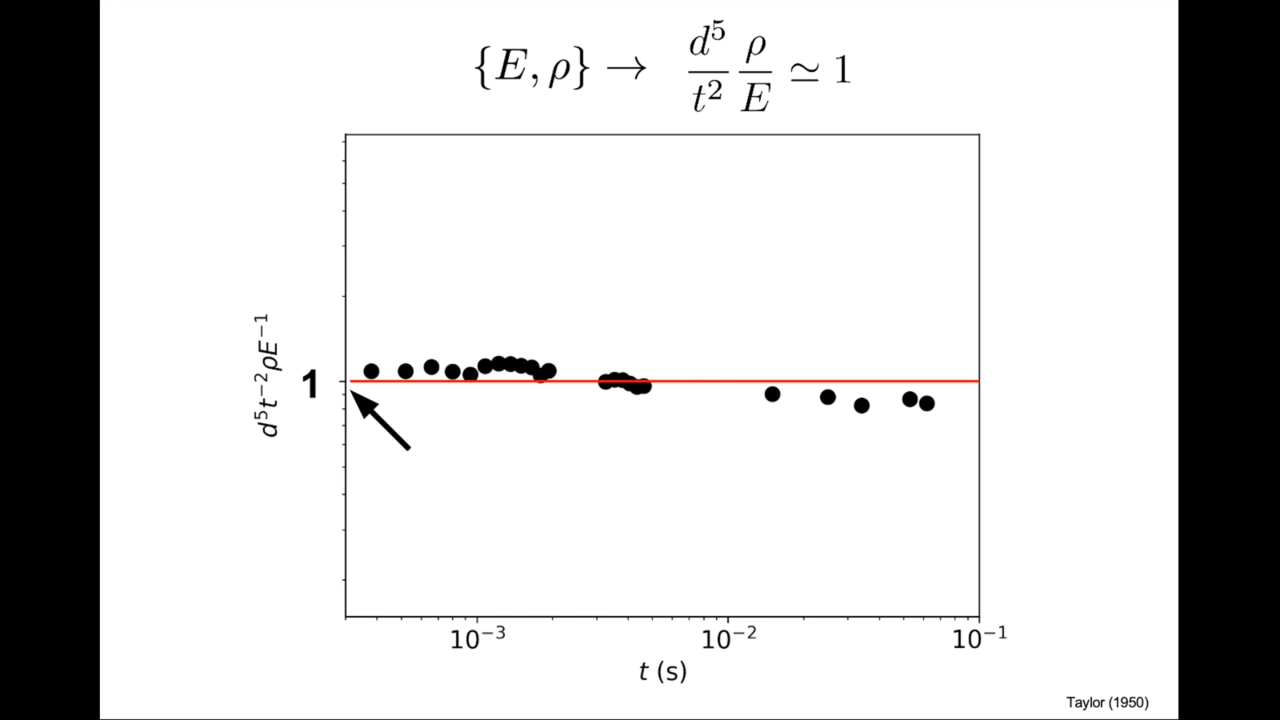 {E, ρ} → d⁵/t² ρ/E ≃ 1
d⁵t⁻²ρE⁻¹
1
10⁻³ 10⁻² 10⁻¹
t (s)
Taylor (1950)